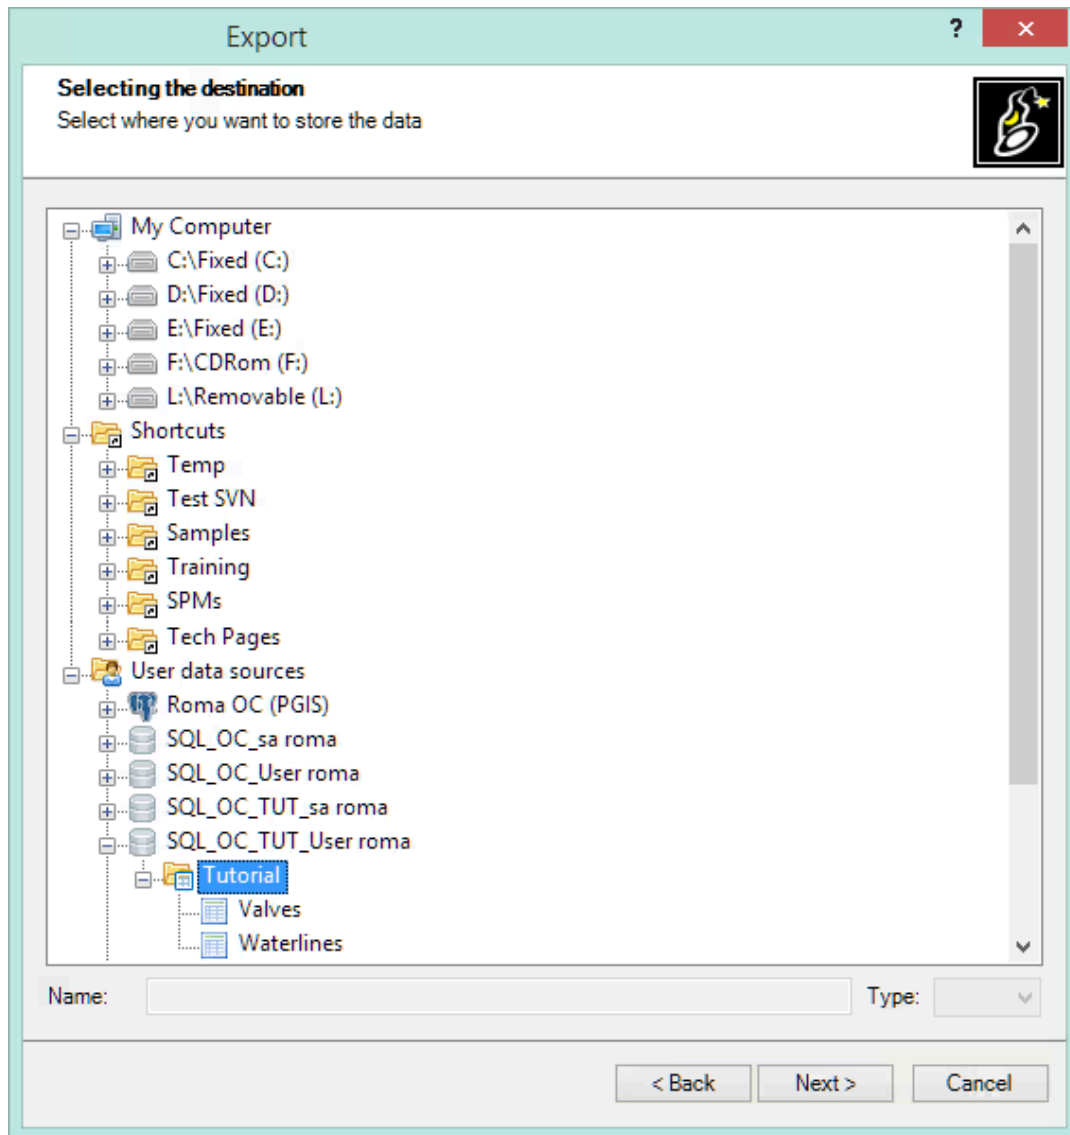 Export
?
Selecting the destination
Select where you want to store the data
My Computer
C:\Fixed (C:)
D:\Fixed (D:)
E:\Fixed (E:)
F:\CDRom (F:)
L:\Removable (L:)
Shortcuts
Temp
Test SVN
Samples
Training
SPMs
Tech Pages
User data sources
Roma OC (PGIS)
SQL_OC_sa roma
SQL_OC_User roma
SQL_OC_TUT_sa roma
SQL_OC_TUT_User roma
Tutorial
Valves
Waterlines
Name: Type:
< Back Next > Cancel